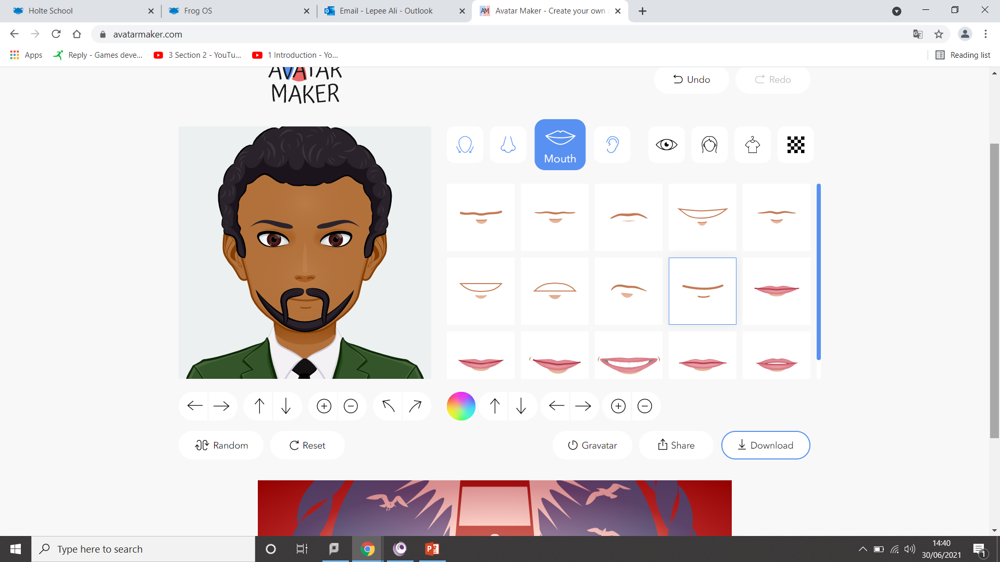 Holte School
Frog OS
Email - Lepee Ali - Outlook
AM
Avatar Maker - Create your own
avatarmaker.com
Apps
Reply - Games deve...
3 Section 2 - YouTu...
1 Introduction - Yo...
Reading list
AVATAR
MAKER
Undo
Redo
Mouth
Random
Reset
Gravatar
Share
Download
Type here to search
14:40
30/06/2021
1